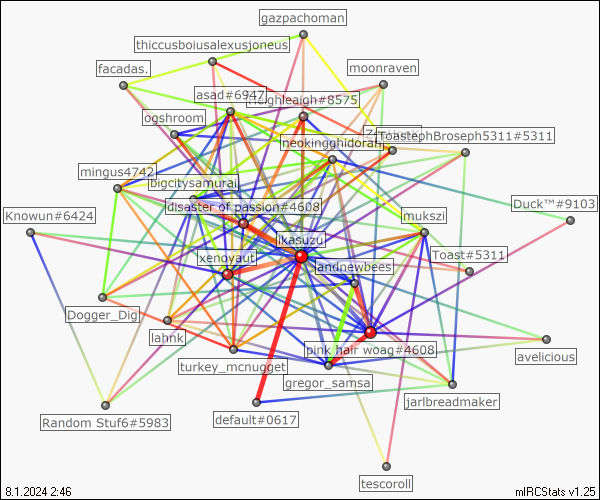 gazpachoman
thiccusboiusalexusjoneus
moonraven
facadas.
asad#6947
#8575
ogshroom
ToastephBroseph5311#5311
neokingghidorah
mingus4742
bigcitysamurai
disaster of passion#4608
Duck™#9103
Knowun#6424
mukszi
ikasuzu
xenoyaut
Toast#5311
landnewbees
Dogger_Dig
lahnk
pink hair woag#4608
avelicious
turkey_mcnugget
gregor_samsa
jarlbreadmaker
Random Stuf6#5983
default#0617
tescoroll
8.1.2024 2:46
mIRCStats v1.25